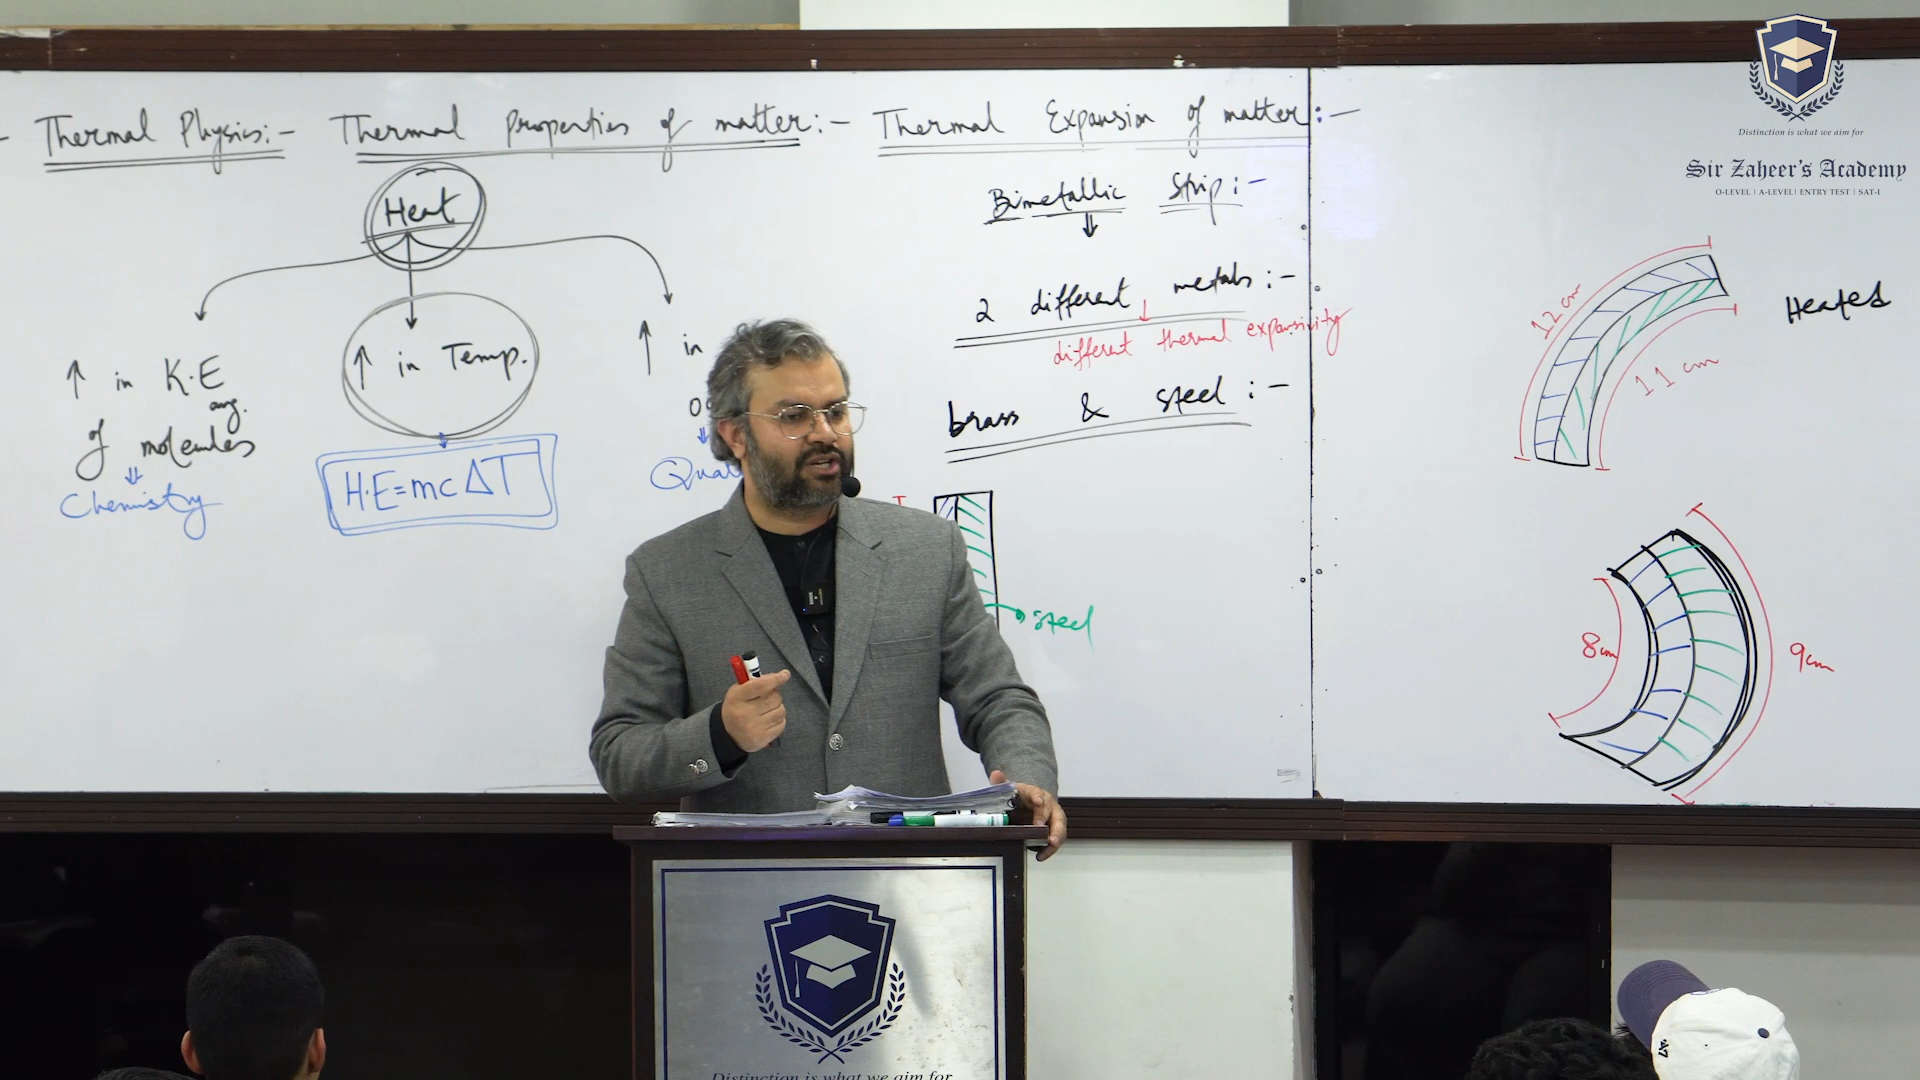 Thermal Physics:-
Heat
↑ in K.E avg.
of molecules
⇓
Chemistry
Thermal Properties of matter:-
↑ in Temp.
H.E=mcΔT
↑ in
Thermal Expansion of matter:-
Bimetallic Strip:-
⇓
2 different metals:-
different thermal expansivity
brass & steel:-
steel
12 cm
11 cm
Heated
8cm
9cm
Distinction is what we aim for
Sir Zaheer's Academy
O-LEVEL | A-LEVEL | ENTRY TEST | SAT-I
Distinction is what we aim for